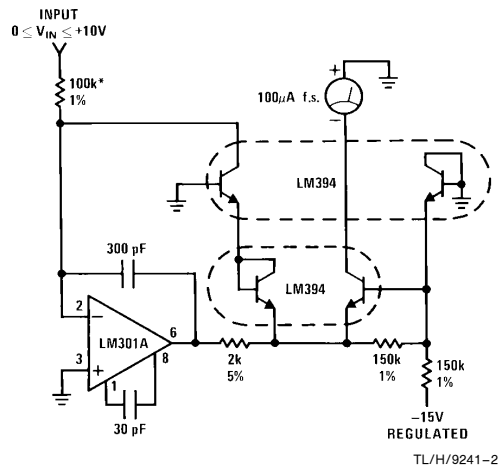 INPUT
0 ≤ VIN ≤ +10V
100k*
1%
+
100μA f.s.
−
LM394
300 pF
LM394
2
−
LM301A
6
3
+
1
8
30 pF
2k
5%
150k
1%
150k
1%
−15V
REGULATED
TL/H/9241–2